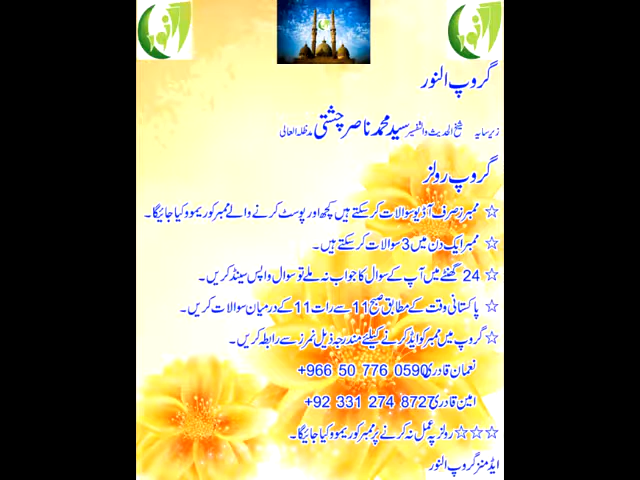 گروپ النور
زیر سایہ شیخ الحدیث والتفسیر سید محمد ناصر چشتی مدظلہ العالی
گروپ رولز
☆ ممبرز صرف آڈیو سوالات کر سکتے ہیں کچھ اور پوسٹ کرنے والے ممبر کو ریموو کیا جائیگا۔
☆ ممبر ایک دن میں 3 سوالات کر سکتے ہیں۔
☆ 24 گھنٹے میں آپ کے سوال کا جواب نہ ملے تو سوال واپس سینڈ کریں۔
☆ پاکستانی وقت کے مطابق صبح 11 سے رات 11 کے درمیان سوالات کریں۔
☆ گروپ میں ممبر کو ایڈ کرنے کیلئے مندرجہ ذیل نمبرز سے رابطہ کریں۔
نعمان قادری +966 50 776 0590
امین قادری +92 331 274 8727
☆☆☆ رولز پہ عمل نہ کرنے پر ممبر کو ریموو کیا جائیگا۔
ایڈمنز گروپ النور